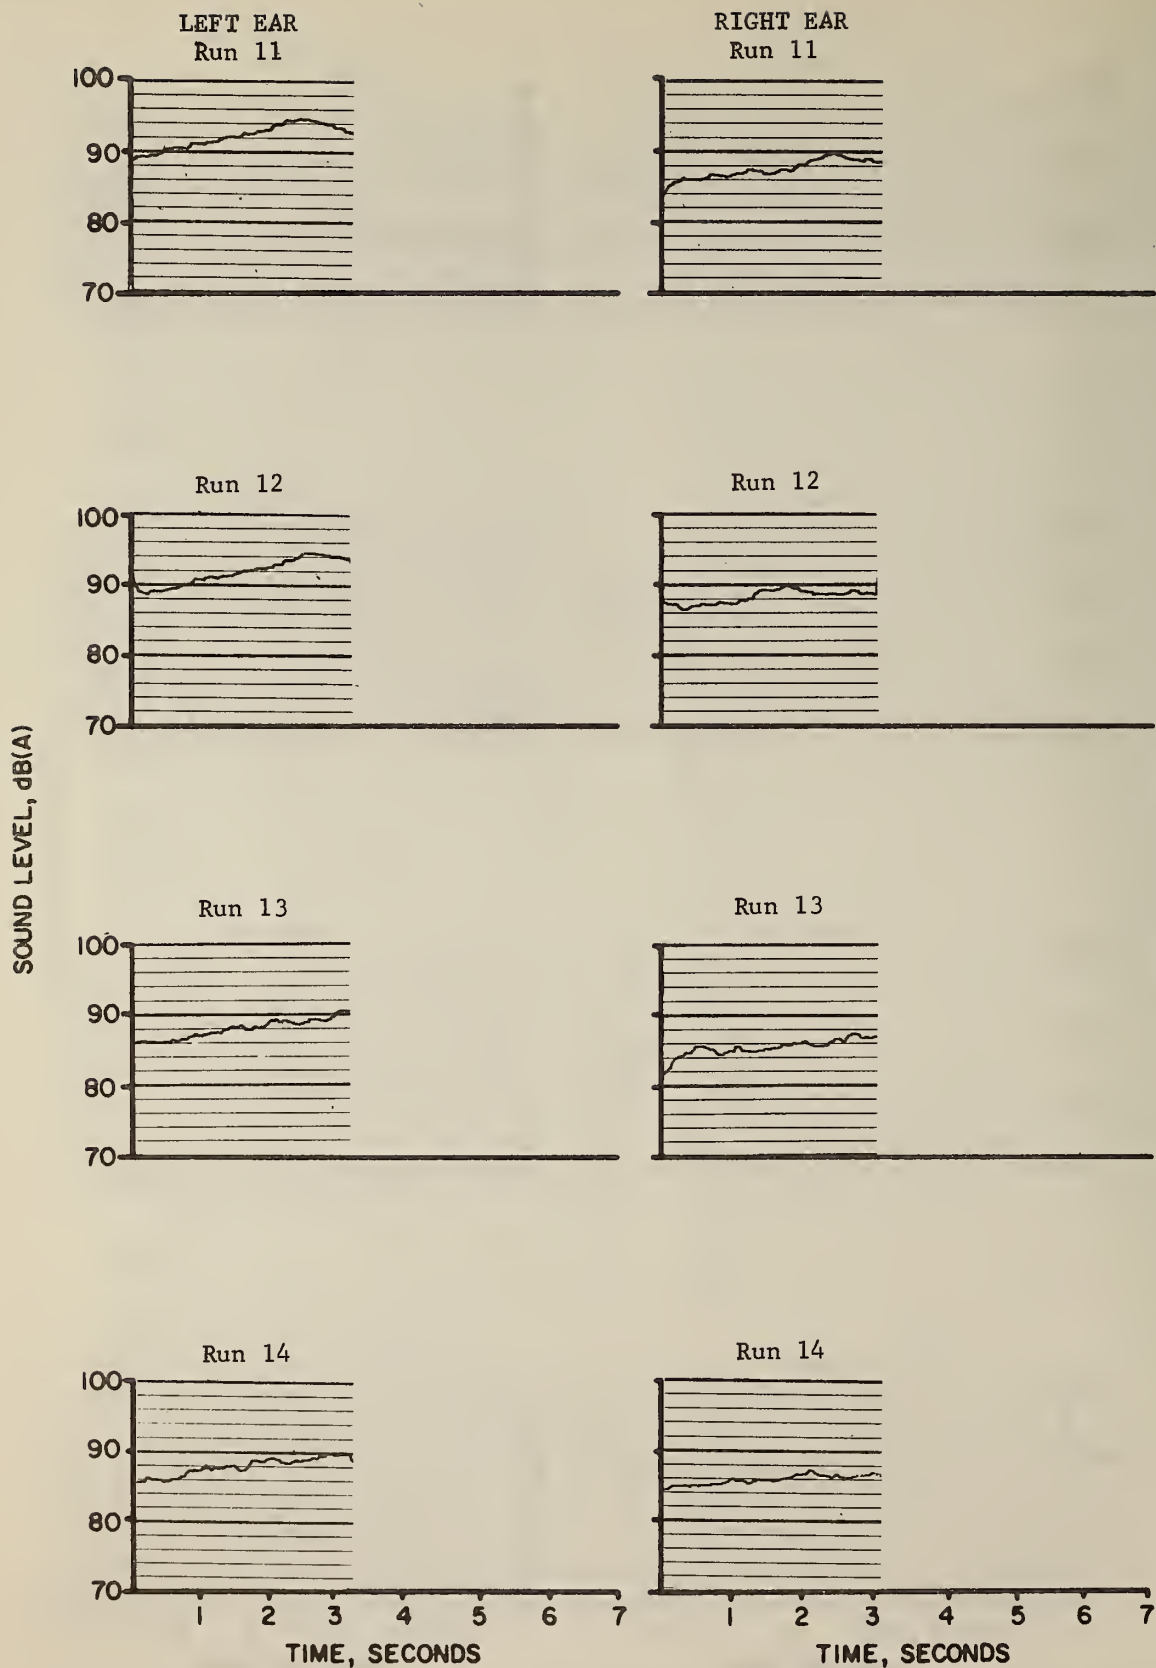 LEFT EAR
Run 11
RIGHT EAR
Run 11
100
90
80
70
Run 12
Run 12
100
90
80
70
SOUND LEVEL, dB(A)
Run 13
Run 13
100
90
80
70
Run 14
Run 14
100
90
80
70
1 2 3 4 5 6 7
TIME, SECONDS
1 2 3 4 5 6 7
TIME, SECONDS